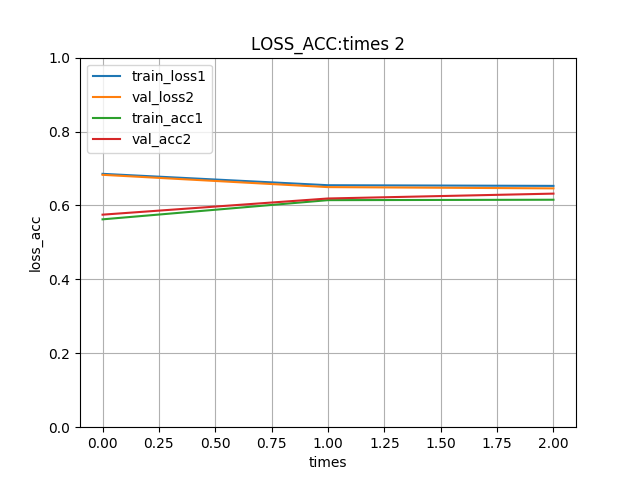 LOSS_ACC:times 2
train_loss1
val_loss2
train_acc1
val_acc2
1.0
0.8
0.6
0.4
0.2
0.0
loss_acc
0.00 0.25 0.50 0.75 1.00 1.25 1.50 1.75 2.00
times